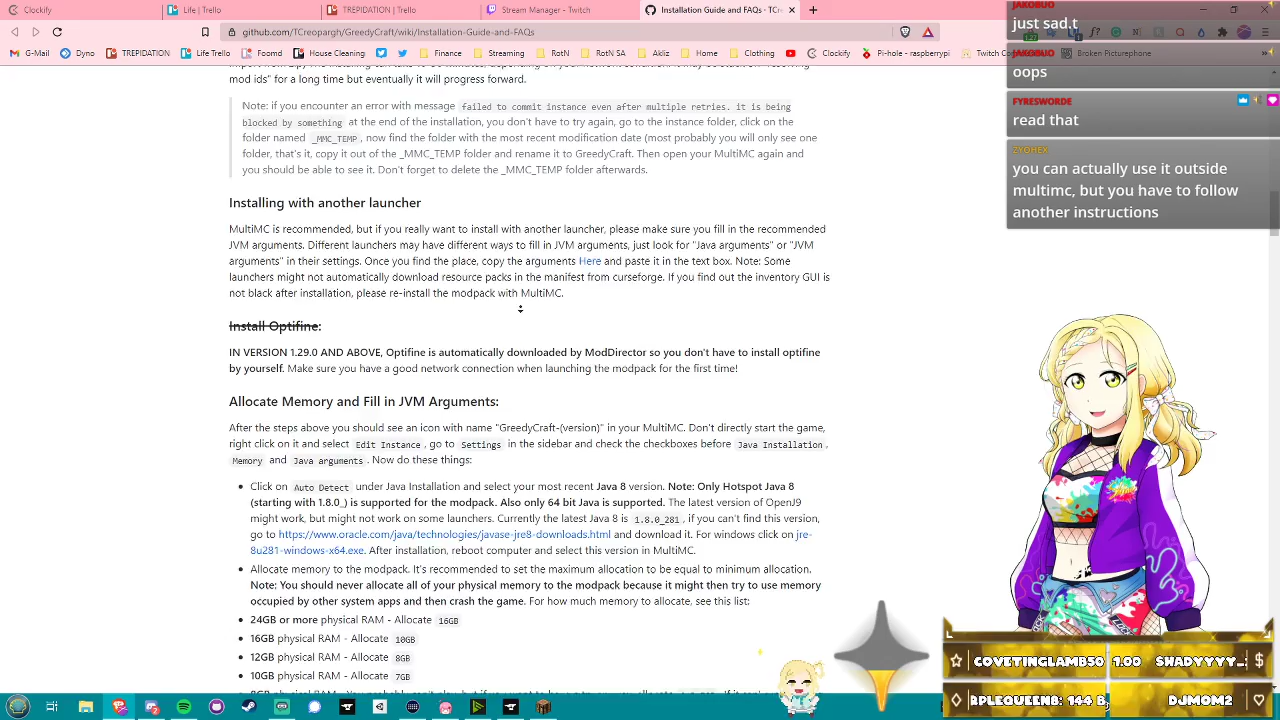 Clockify
Life | Trello
TREPIDATION | Trello
Stream Manager - Twitch
Installation Guide and FAQs · TCre
github.com/TCreopargh/GreedyCraft/wiki/Installation-Guide-and-FAQs
G-Mail
Dyno
TREPIDATION
Life Trello
Foomd
HouseCleaning
Twitter
Finance
Streaming
RotN
RotN SA
Akliz
Home
Clothing
Clockify
Pi-hole - raspberrypi
Broken Picturephone
mod ids" for a long time but eventually it will progress forward.
Note: if you encounter an error with message failed to commit instance even after multiple retries. it is being
blocked by something at the end of the installation, you don't have to try again, go to the instance folder, click on the
folder named _MMC_TEMP, now find the folder with the most recent modification date (most probably you will only see one
folder, that's it, copy it out of the _MMC_TEMP folder and rename it to GreedyCraft. Then open your MultiMC again and
you should be able to see it. Don't forget to delete the _MMC_TEMP folder afterwards.
Installing with another launcher
MultiMC is recommended, but if you really want to install with another launcher, please make sure you fill in the recommended
JVM arguments. Different launchers may have different ways to fill in JVM arguments, just look for "Java arguments" or "JVM
arguments" in their settings. Once you find the place, copy the arguments Here and paste it in the text box. Note: Some
launchers might not automatically download resource packs in the manifest from curseforge. If you find out the inventory GUI is
not black after installation, please re-install the modpack with MultiMC.
Install Optifine:
IN VERSION 1.29.0 AND ABOVE, Optifine is automatically downloaded by ModDirector so you don't have to install optifine
by yourself. Make sure you have a good network connection when launching the modpack for the first time!
Allocate Memory and Fill in JVM Arguments:
After the steps above you should see an icon with name "GreedyCraft-(version)" in your MultiMC. Don't directly start the game,
right click on it and select Edit Instance, go to Settings in the sidebar and check the checkboxes before Java Installation,
Memory and Java arguments. Now do these things:
• Click on Auto Detect under Java Installation and select your most recent Java 8 version. Note: Only Hotspot Java 8
(starting with 1.8.0_) is supported for the modpack. Also only 64 bit Java is supported. The latest version of OpenJ9
might work, but might not work on some launchers. Currently the latest Java 8 is 1.8.0_281, if you can't find this version,
go to https://www.oracle.com/java/technologies/javase-jre8-downloads.html and download it. For windows click on jre-
8u281-windows-x64.exe. After installation, reboot computer and select this version in MultiMC.
• Allocate memory to the modpack. It's recommended to set the maximum allocation to be equal to minimum allocation.
Note: You should never allocate all of your physical memory to the modpack because it might then try to use memory
occupied by other system apps and then crash the game. For how much memory to allocate, see this list:
• 24GB or more physical RAM - Allocate 16GB
• 16GB physical RAM - Allocate 10GB
• 12GB physical RAM - Allocate 8GB
• 10GB physical RAM - Allocate 7GB
JAKOBUO
just sad.t
JAKOBUO
oops
FYRESWORDE
read that
ZYOHEX
you can actually use it outside
multimc, but you have to follow
another instructions
COVETINGLAMB50 1.00 SHADYYYY_ $
RPLEQUEEN8: 144 B DJMOM2